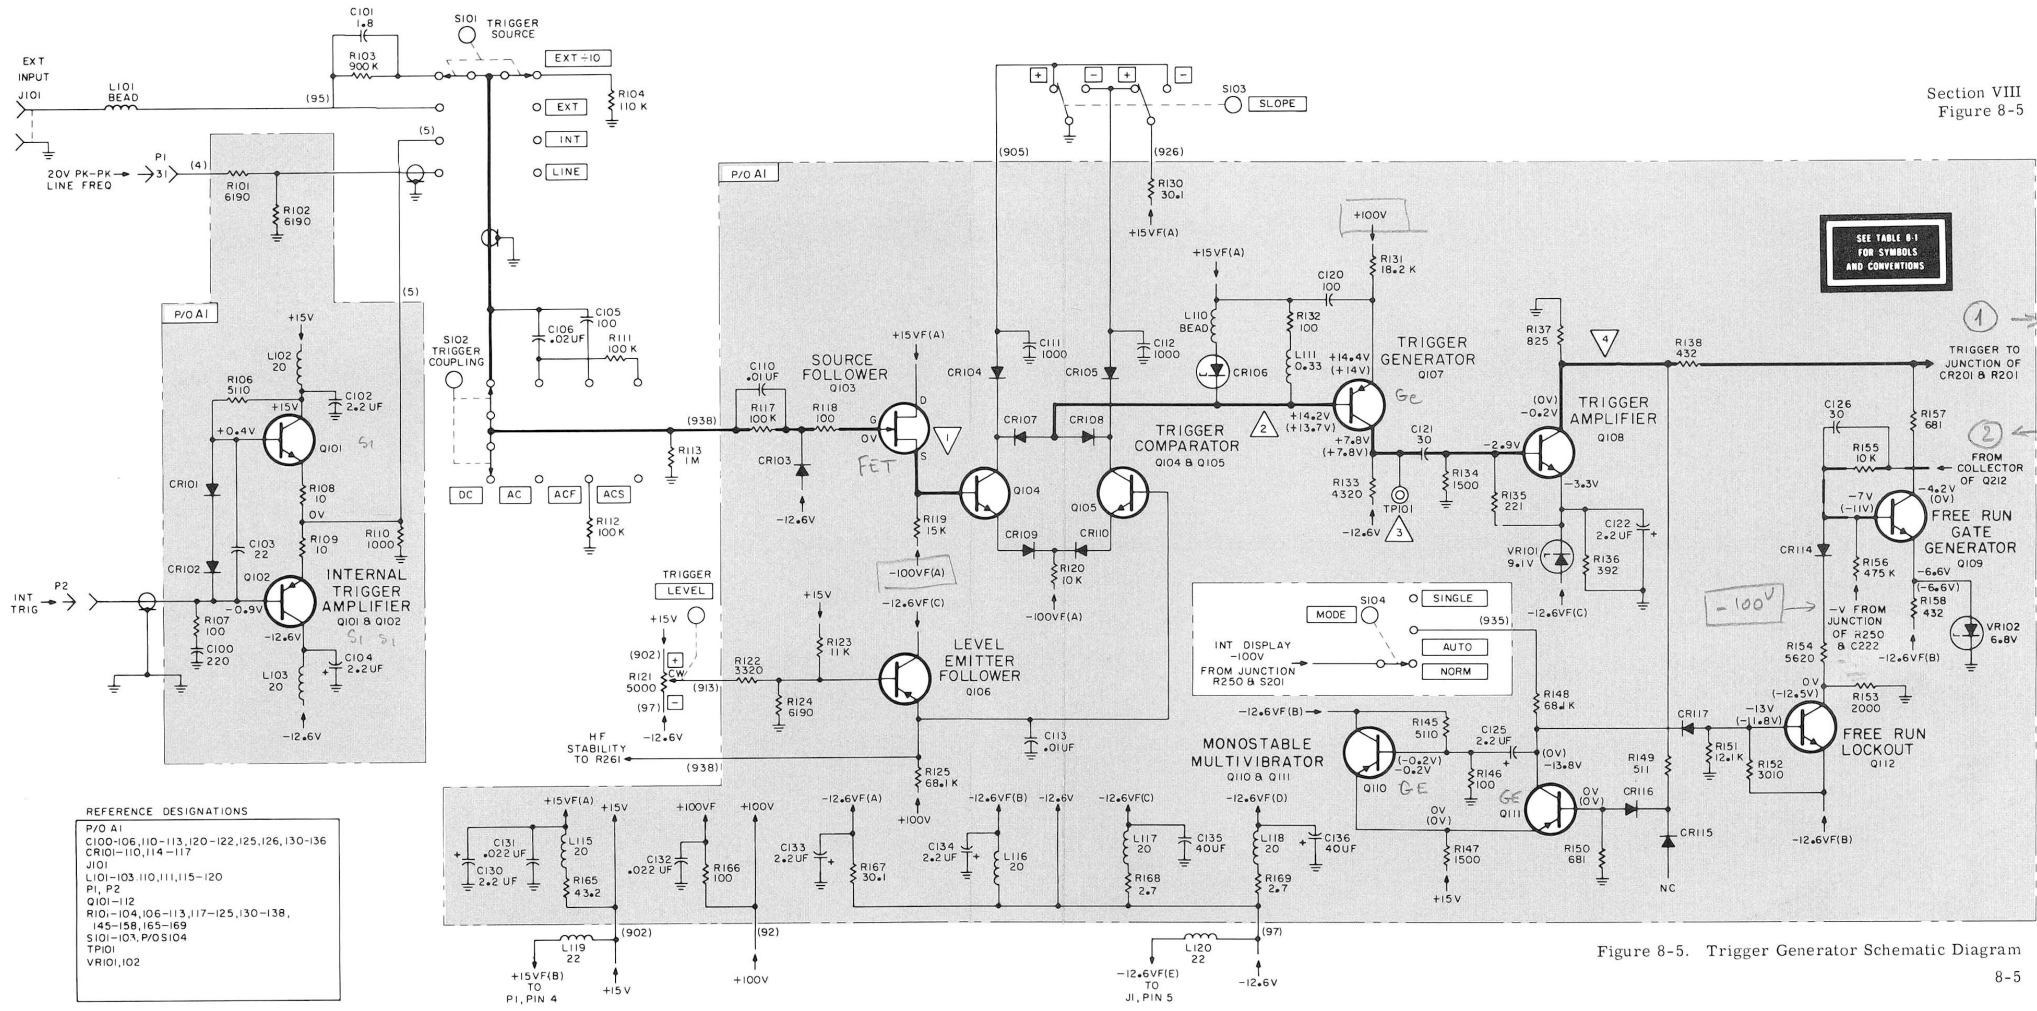 Section VIII
Figure 8-5
EXT
INPUT
J101
L101
BEAD
C101
1.8
R103
900K
(95)
S101
TRIGGER
SOURCE
EXT÷10
EXT
INT
LINE
R104
110 K
(5)
20V PK-PK
LINE FREQ
P1
31
(4)
R101
6190
R102
6190
(5)
P/O A1
+15V
L102
20
R106
5110
C102
2.2 UF
+15V
+0.4V
Q101
S1
CR101
R108
10
0V
C103
22
R109
10
R110
1000
CR102
Q102
INTERNAL
TRIGGER
AMPLIFIER
Q101 & Q102
S1 S1
INT
TRIG
P2
-0.9V
R107
100
C100
220
-12.6V
C104
2.2UF
L103
20
-12.6V
REFERENCE DESIGNATIONS
P/O A1
C100-106,110-113,120-122,125,126,130-136
CR101-110,114-117
J101
L101-103,110,111,115-120
P1, P2
Q101-112
R101-104,106-113,117-125,130-138,
145-158,165-169
S101-103,P/OS104
TP101
VR101,102
S102
TRIGGER
COUPLING
C106
.02UF
C105
100
R111
100 K
DC
AC
ACF
ACS
R112
100K
R113
1M
(938)
P/O A1
C110
.01UF
R117
100K
R118
100
CR103
-12.6V
SOURCE
FOLLOWER
Q103
+15VF(A)
D
G
0V
S
FET
1
R119
15K
-100VF(A)
Q104
CR104
C111
1000
CR105
C112
1000
CR107
CR108
TRIGGER
COMPARATOR
Q104 & Q105
Q105
CR109
CR110
R120
10K
-100VF(A)
+
-
+
-
S103
SLOPE
(905)
(926)
R130
30.1
+15VF(A)
+15VF(A)
L110
BEAD
CR106
R132
100
L111
0.33
C120
100
2
+100V
R131
18.2 K
TRIGGER
GENERATOR
Q107
+14.4V
(+14V)
Ge
+14.2V
(+13.7V)
+7.8V
(+7.8V)
R133
4320
-12.6V
TP101
3
C121
30
R134
1500
R135
221
-2.9V
R137
825
4
(0V)
-0.2V
TRIGGER
AMPLIFIER
Q108
-3.3V
C122
2.2UF
VR101
9.1V
R136
392
-12.6VF(C)
R138
432
SEE TABLE 8-1
FOR SYMBOLS
AND CONVENTIONS
1
TRIGGER TO
JUNCTION OF
CR201 & R201
C126
30
R157
681
2
R155
10 K
FROM
COLLECTOR
OF Q212
-4.2V
(0V)
-7V
(-11V)
FREE RUN
GATE
GENERATOR
Q109
CR114
R156
475K
-6.6V
(-6.6V)
R158
432
VR102
6.8V
-12.6VF(B)
-V FROM
JUNCTION
OF R250
& C222
-100V
R154
5620
0V
(-12.5V)
R153
2000
-13V
(-11.8V)
FREE RUN
LOCKOUT
Q112
CR117
R151
12.1K
R152
3010
-12.6VF(B)
R149
511
CR116
CR115
NC
TRIGGER
LEVEL
+15V
(902)
+
CW
R121
5000
(913)
(97)
-
-12.6V
R122
3320
+15V
R123
11K
R124
6190
-12.6VF(C)
LEVEL
EMITTER
FOLLOWER
Q106
C113
.01UF
HF
STABILITY
TO R261
(938)
R125
68.1K
+100V
MODE
S104
SINGLE
AUTO
NORM
(935)
INT DISPLAY
-100V
FROM JUNCTION
R250 & S201
R148
68.1K
-12.6VF(B)
MONOSTABLE
MULTIVIBRATOR
Q110 & Q111
R145
5110
C125
2.2UF
Q110
(-0.2V)
-0.2V
GE
R146
100
(0V)
-13.8V
GE
Q111
0V
(0V)
0V
(0V)
R147
1500
+15V
R150
681
+15VF(A)
C131
.022UF
C130
2.2 UF
L115
20
R165
43.2
+15V
(902)
L119
22
+15VF(B)
TO
P1, PIN 4
+15V
+100VF
C132
.022 UF
R166
100
+100V
(92)
+100V
-12.6VF(A)
C133
2.2UF
R167
30.1
-12.6VF(B)
C134
2.2UF
L116
20
-12.6V
-12.6VF(C)
L117
20
C135
40UF
R168
2.7
-12.6VF(D)
L118
20
C136
40UF
R169
2.7
(97)
L120
22
-12.6VF(E)
TO
J1, PIN 5
-12.6V
Figure 8-5. Trigger Generator Schematic Diagram
8-5